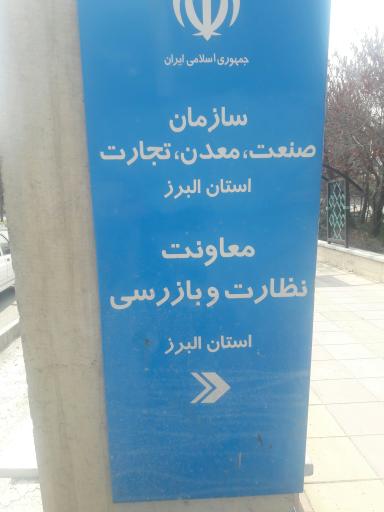 جمهوری اسلامی ایران
سازمان
صنعت، معدن، تجارت
استان البرز
معاونت
نظارت و بازرسی
استان البرز